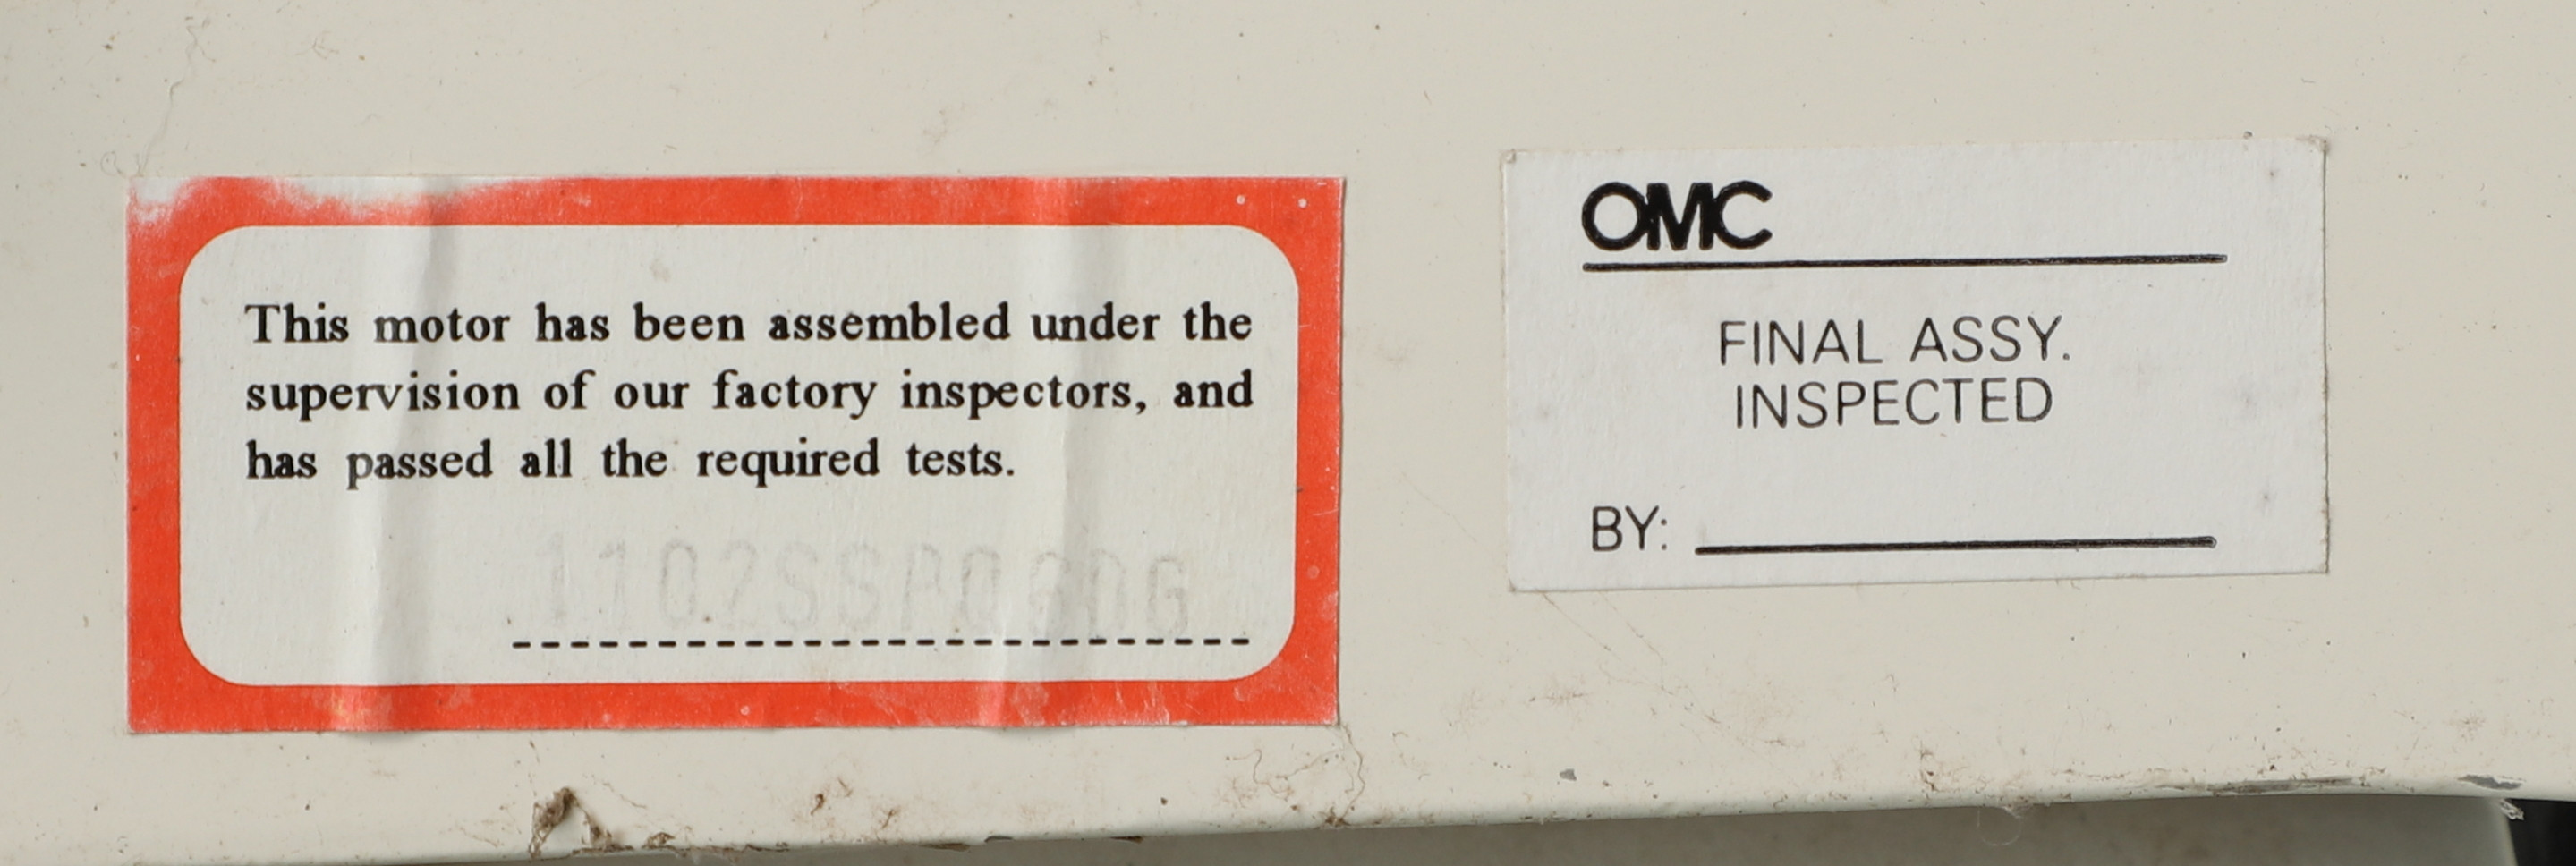 This motor has been assembled under the
supervision of our factory inspectors, and
has passed all the required tests.
OMC
FINAL ASSY.
INSPECTED
BY: